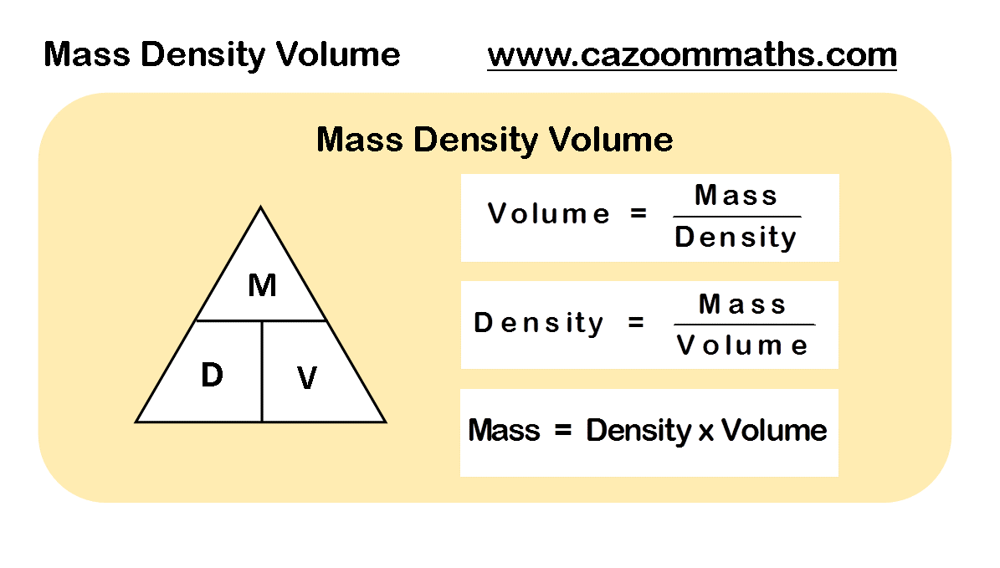 Mass Density Volume www.cazoommaths.com
Mass Density Volume
Volume = Mass
Density
Density = Mass
Volume
Mass = Density x Volume
M
D V